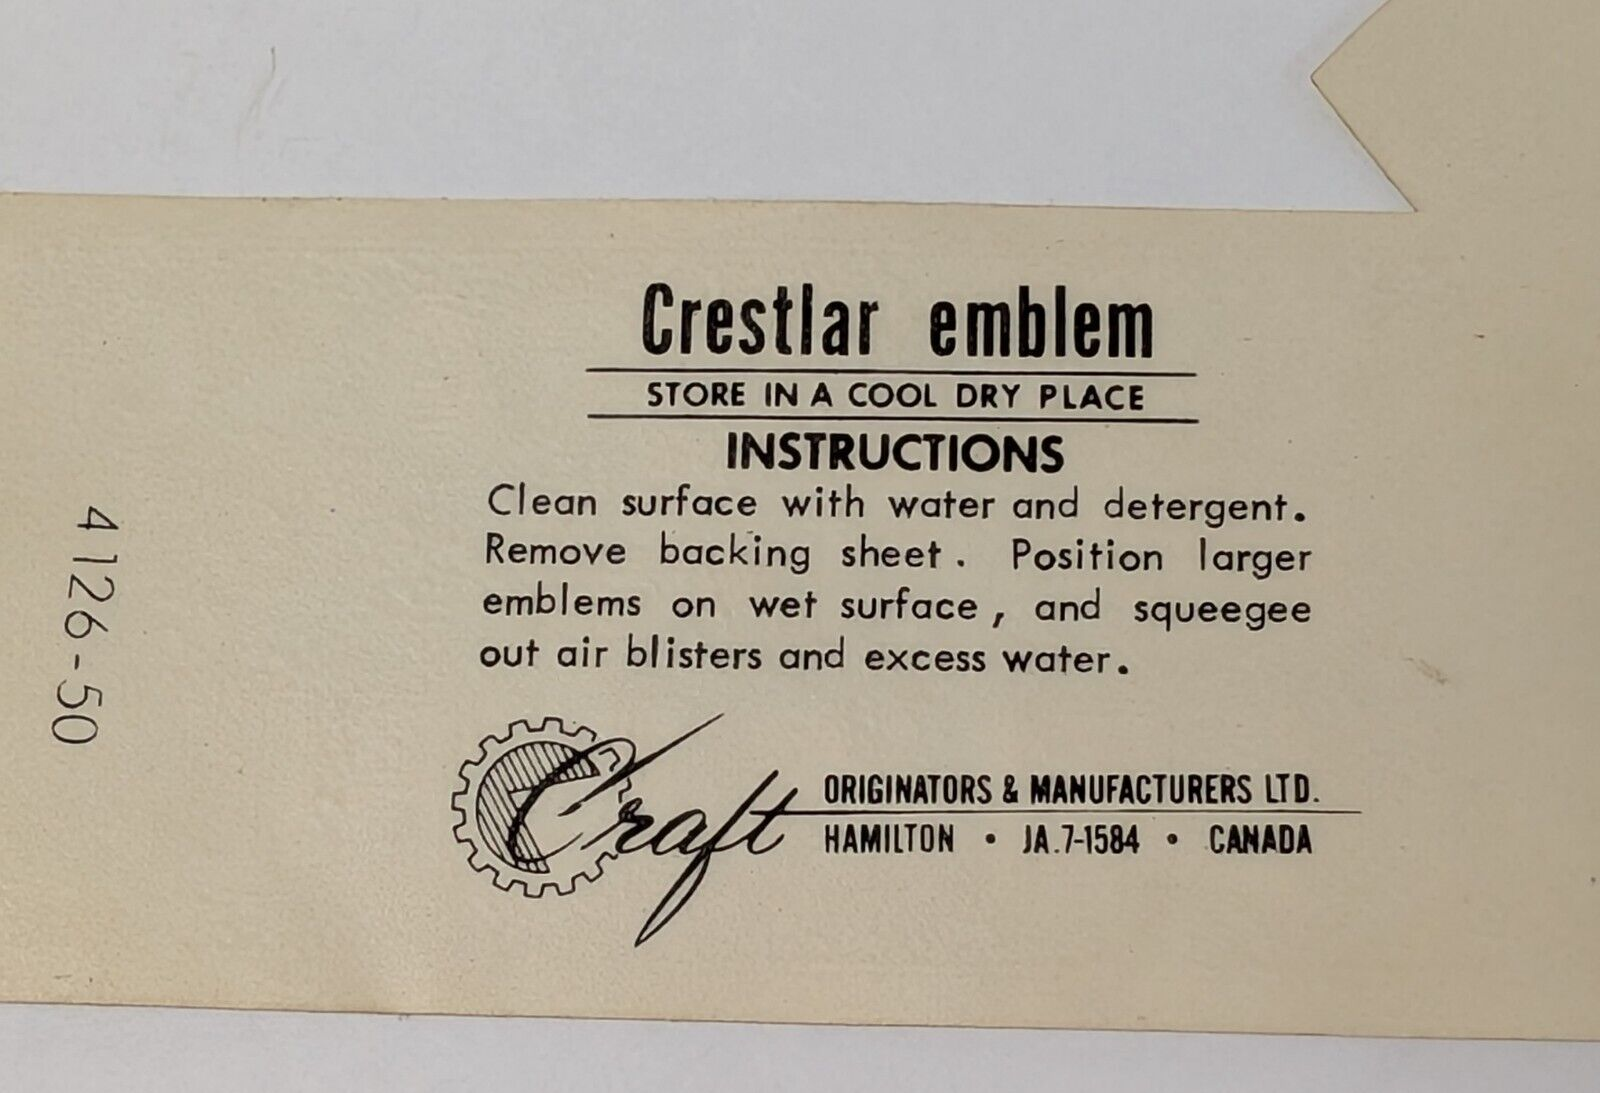 Crestlar emblem
STORE IN A COOL DRY PLACE
INSTRUCTIONS
Clean surface with water and detergent.
Remove backing sheet. Position larger
emblems on wet surface, and squeegee
out air blisters and excess water.
Craft
ORIGINATORS & MANUFACTURERS LTD.
HAMILTON • JA.7-1584 • CANADA
4126-50